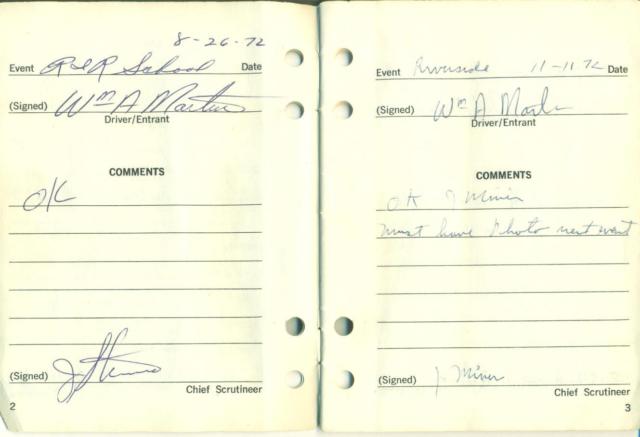 8-26-72
Event R&R School Date
(Signed) Wm A Martin
Driver/Entrant
COMMENTS
OK
(Signed)
Chief Scrutineer
2
Event Riverside 11-11 72 Date
(Signed) Wm A Martin
Driver/Entrant
COMMENTS
OK J Miner
Must have Photo next event
(Signed) J. Miner
Chief Scrutineer
3